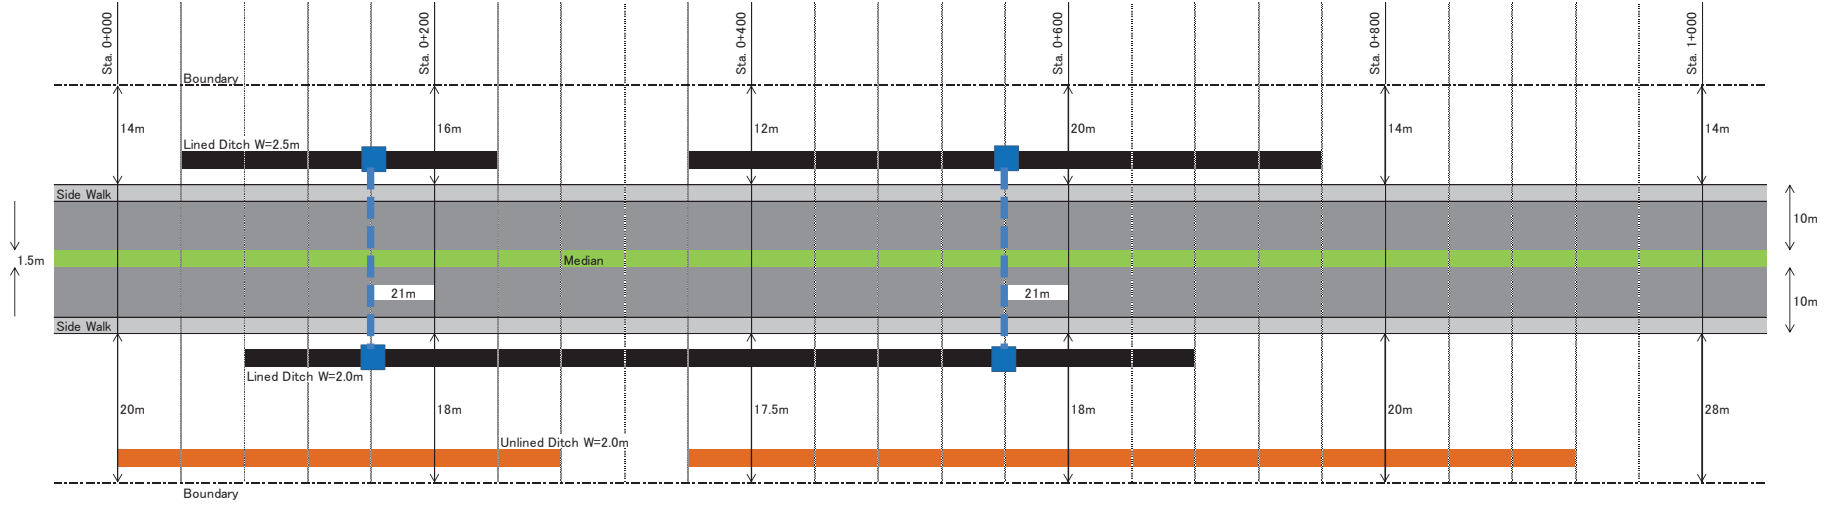 Sta. 0+000
Sta. 0+200
Sta. 0+400
Sta. 0+600
Sta. 0+800
Sta. 1+000
Boundary
14m
16m
12m
20m
14m
14m
Lined Ditch W=2.5m
Side Walk
10m
1.5m
Median
21m
21m
10m
Side Walk
Lined Ditch W=2.0m
20m
18m
17.5m
18m
20m
28m
Unlined Ditch W=2.0m
Boundary